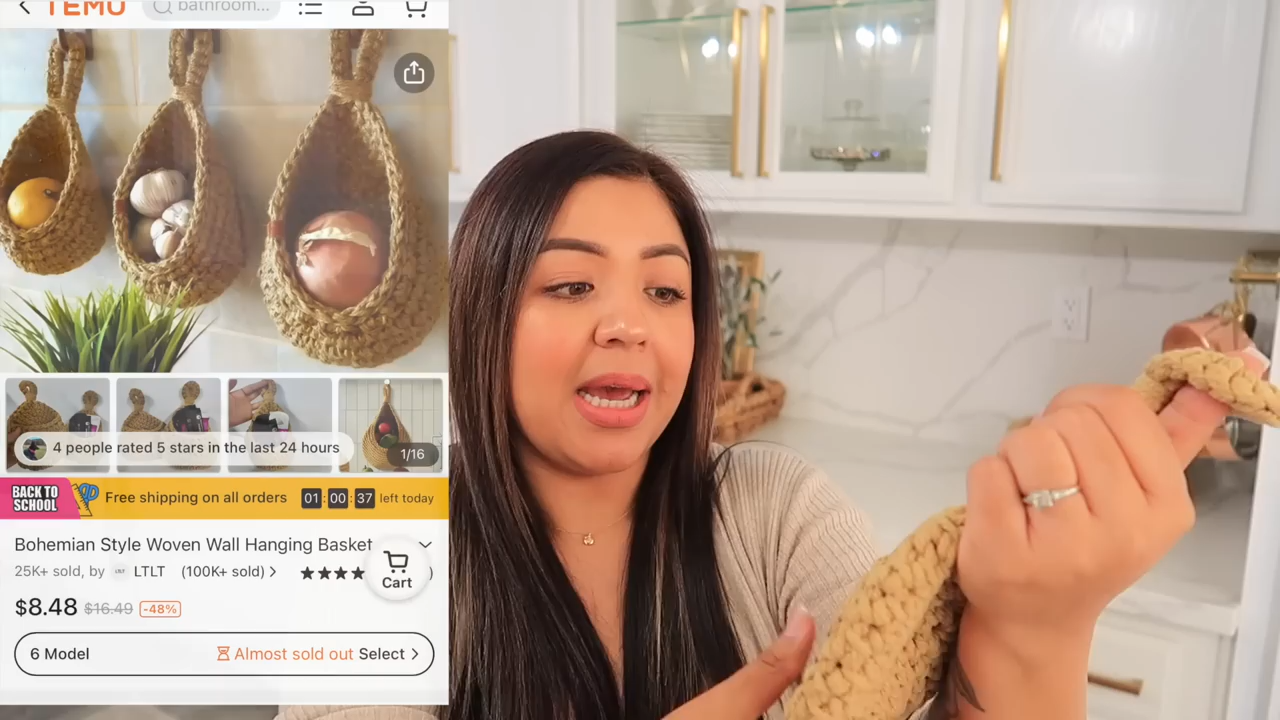 TEMU
bathroom...
4 people rated 5 stars in the last 24 hours
1/16
BACK TO
SCHOOL
Free shipping on all orders 01:00:37 left today
Bohemian Style Woven Wall Hanging Basket
25K+ sold, by LTLT (100K+ sold) >
Cart
$8.48 $16.49 -48%
6 Model Almost sold out Select >